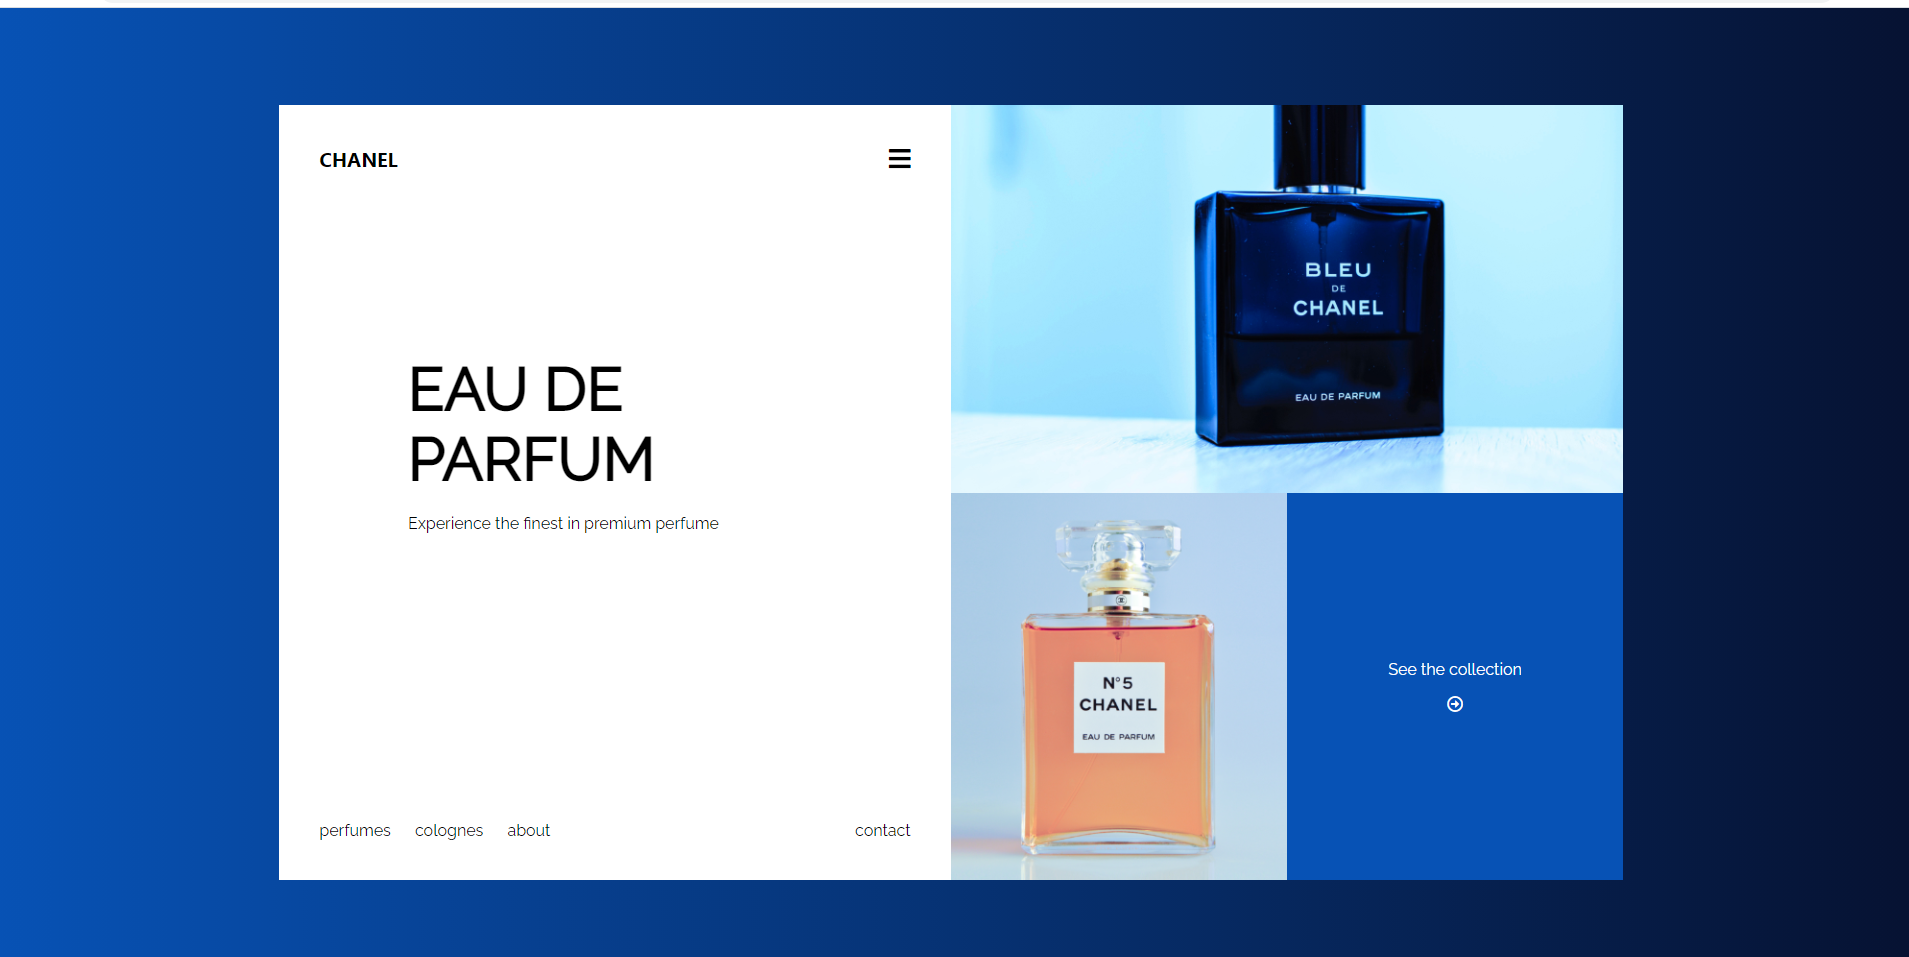 CHANEL
EAU DE
PARFUM
Experience the finest in premium perfume
perfumes colognes about contact
BLEU
DE
CHANEL
EAU DE PARFUM
N°5
CHANEL
EAU DE PARFUM
See the collection